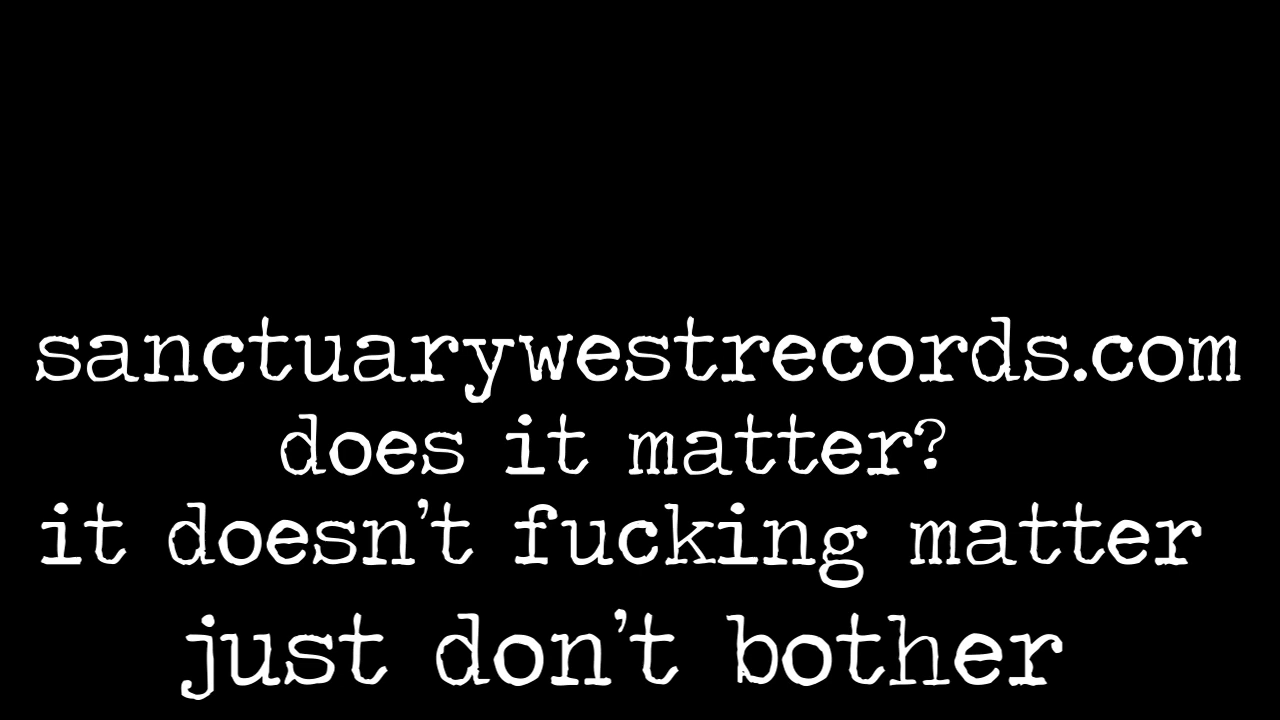 sanctuarywestrecords.com
does it matter?
it doesn't fucking matter
just don't bother